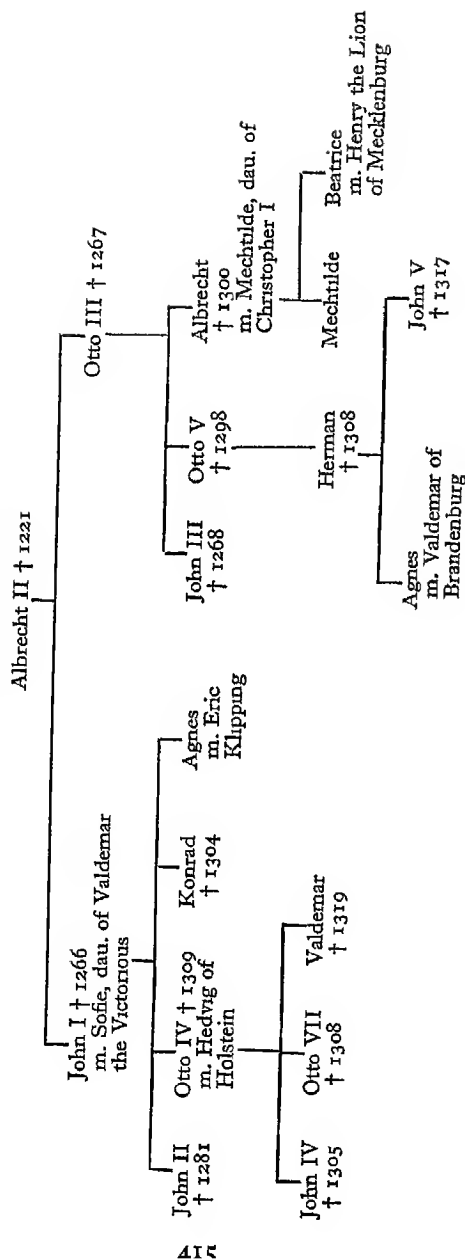 Albrecht II † 1221
John I † 1266
m. Sofie, dau. of Valdemar
the Victorious
Otto III † 1267
John II
† 1281
Otto IV † 1309
m. Hedvig of
Holstein
Konrad
† 1304
Agnes
m. Eric
Klipping
John III
† 1268
Otto V
† 1298
Albrecht
† 1300
m. Mechtilde, dau. of
Christopher I
John IV
† 1305
Otto VII
† 1308
Valdemar
† 1319
Herman
† 1308
Mechtilde
Beatrice
m. Henry the Lion
of Mecklenburg
Agnes
m. Valdemar of
Brandenburg
John V
† 1317